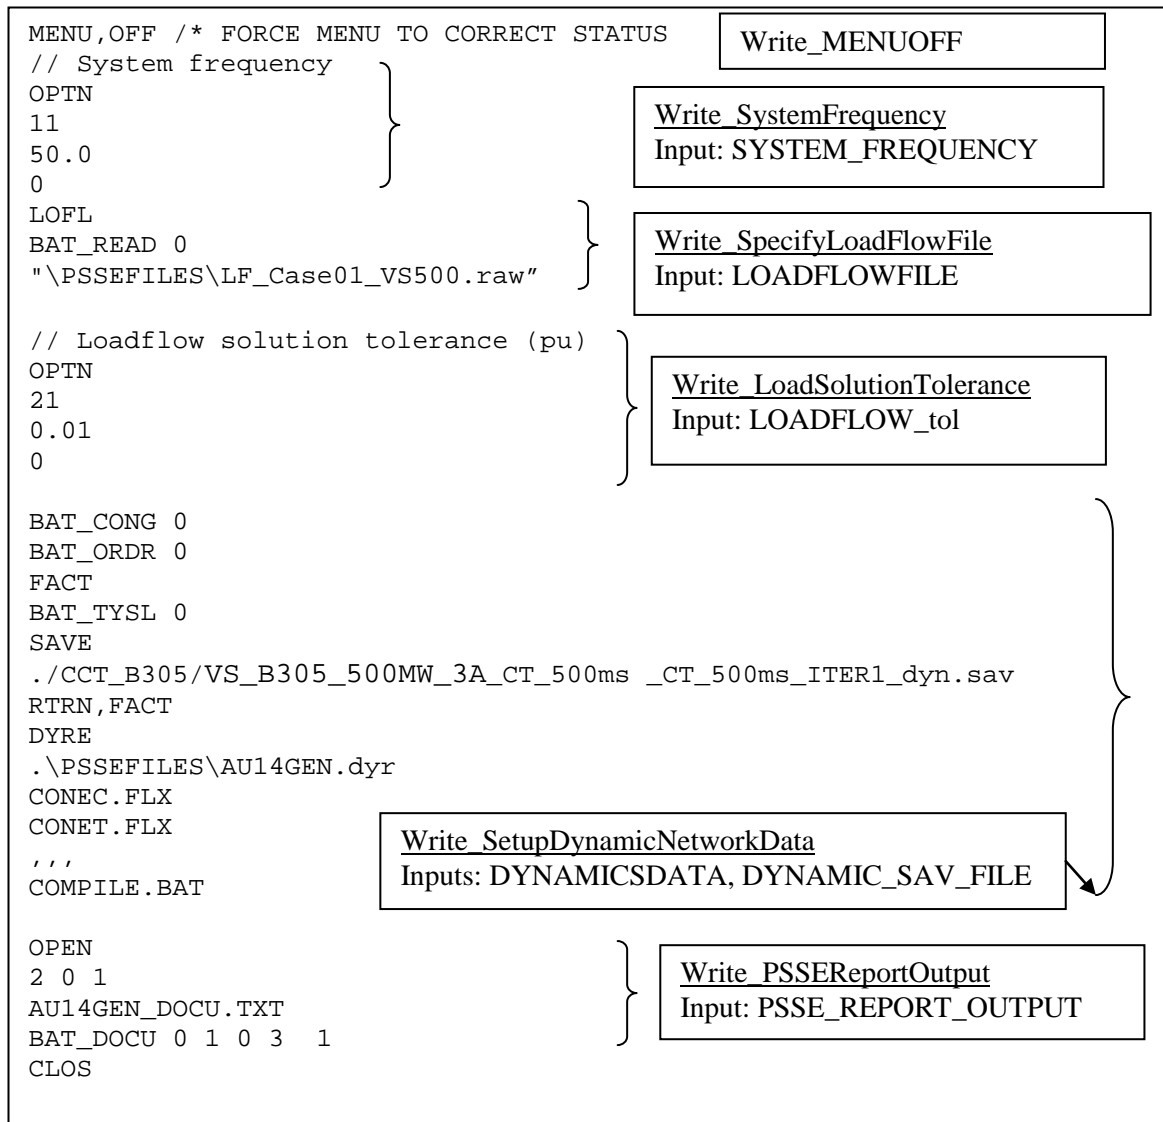 MENU,OFF /* FORCE MENU TO CORRECT STATUS
Write_MENUOFF
// System frequency
OPTN
11
50.0
0
Write_SystemFrequency
Input: SYSTEM_FREQUENCY
LOFL
BAT_READ 0
"\PSSEFILES\LF_Case01_VS500.raw”
Write_SpecifyLoadFlowFile
Input: LOADFLOWFILE
// Loadflow solution tolerance (pu)
OPTN
21
0.01
0
Write_LoadSolutionTolerance
Input: LOADFLOW_tol
BAT_CONG 0
BAT_ORDR 0
FACT
BAT_TYSL 0
SAVE
./CCT_B305/VS_B305_500MW_3A_CT_500ms _CT_500ms_ITER1_dyn.sav
RTRN,FACT
DYRE
.\PSSEFILES\AU14GEN.dyr
CONEC.FLX
CONET.FLX
,,,
COMPILE.BAT
Write_SetupDynamicNetworkData
Inputs: DYNAMICSDATA, DYNAMIC_SAV_FILE
OPEN
2 0 1
AU14GEN_DOCU.TXT
BAT_DOCU 0 1 0 3  1
CLOS
Write_PSSEReportOutput
Input: PSSE_REPORT_OUTPUT